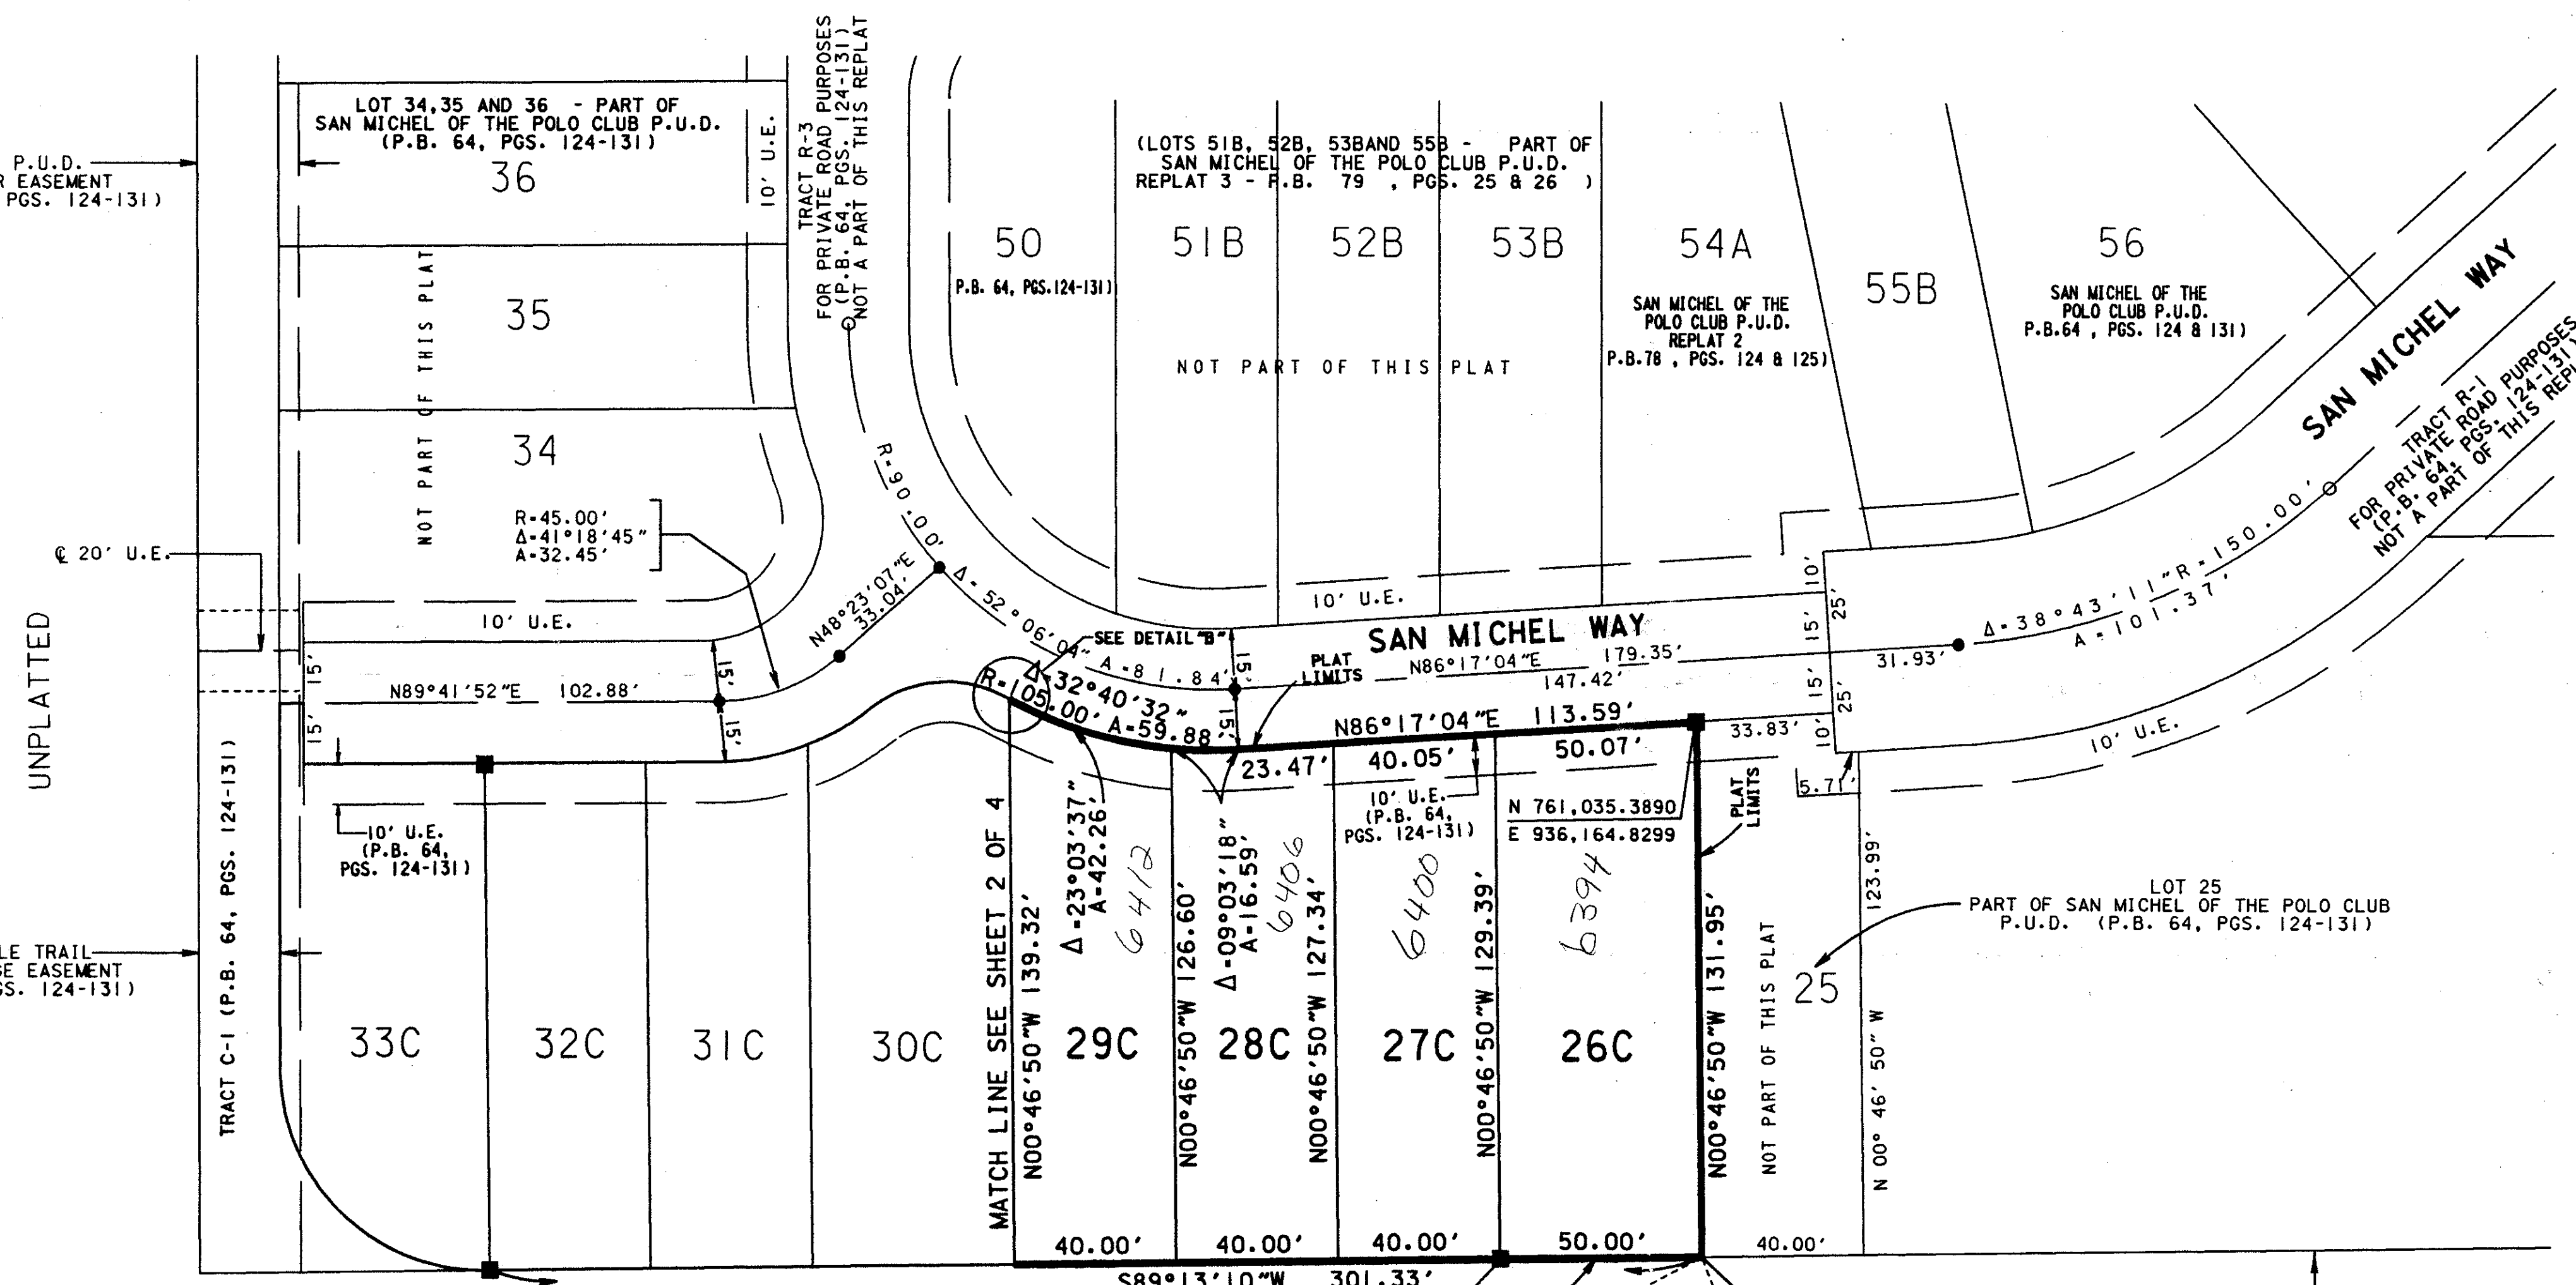 LOT 34,35 AND 36 - PART OF
SAN MICHEL OF THE POLO CLUB P.U.D.
(P.B. 64, PGS. 124-131)
36
10' U.E.
TRACT R-3
FOR PRIVATE ROAD PURPOSES
(P.B. 64, PGS. 124-131)
NOT A PART OF THIS REPLAT
P.U.D.
R EASEMENT
PGS. 124-131)
(LOTS 51B, 52B, 53BAND 55B - PART OF
SAN MICHEL OF THE POLO CLUB P.U.D.
REPLAT 3 - P.B. 79 , PGS. 25 & 26 )
50
P.B. 64, PGS.124-131)
51B
52B
53B
54A
SAN MICHEL OF THE
POLO CLUB P.U.D.
REPLAT 2
P.B.78 , PGS. 124 & 125)
55B
56
SAN MICHEL OF THE
POLO CLUB P.U.D.
P.B.64 , PGS. 124 & 131)
NOT PART OF THIS PLAT
35
NOT PART OF THIS PLAT
34
R=45.00'
Δ=41°18'45"
A=32.45'
SAN MICHEL WAY
TRACT R-1
FOR PRIVATE ROAD PURPOSES
(P.B. 64, PGS. 124-131)
NOT A PART OF THIS REPL
℄ 20' U.E.
UNPLATTED
10' U.E.
15'
15'
N89°41'52"E 102.88'
15'
15'
N48°23'07"E
33.04'
R=90.00'
Δ=52°06'04" A=81.84'
SEE DETAIL "B"
10' U.E.
SAN MICHEL WAY
PLAT
LIMITS
N86°17'04"E 179.35'
147.42'
15'
15'
10'
15'
25'
15'
25'
10'
31.93'
Δ=38°43'11" R=150.00'
A=101.37'
10' U.E.
Δ=32°40'32"
R=105.00' A=59.88'
N86°17'04"E 113.59'
33.83'
23.47'
40.05'
50.07'
5.71'
PLAT
LIMITS
10' U.E.
(P.B. 64,
PGS. 124-131)
10' U.E.
(P.B. 64,
PGS. 124-131)
N 761,035.3890
E 936,164.8299
TRACT C-1 (P.B. 64, PGS. 124-131)
LE TRAIL
GE EASEMENT
GS. 124-131)
33C
32C
31C
30C
MATCH LINE SEE SHEET 2 OF 4
N00°46'50"W 139.32'
Δ=23°03'37"
A=42.26'
6412
29C
N00°46'50"W 126.60'
Δ=09°03'18"
A=16.59'
6406
28C
N00°46'50"W 127.34'
6400
27C
N00°46'50"W 129.39'
6394
26C
N00°46'50"W 131.95'
NOT PART OF THIS PLAT
25
123.99'
N 00° 46' 50" W
LOT 25
PART OF SAN MICHEL OF THE POLO CLUB
P.U.D. (P.B. 64, PGS. 124-131)
40.00'
40.00'
40.00'
50.00'
40.00'
S89°13'10"W 301.33'